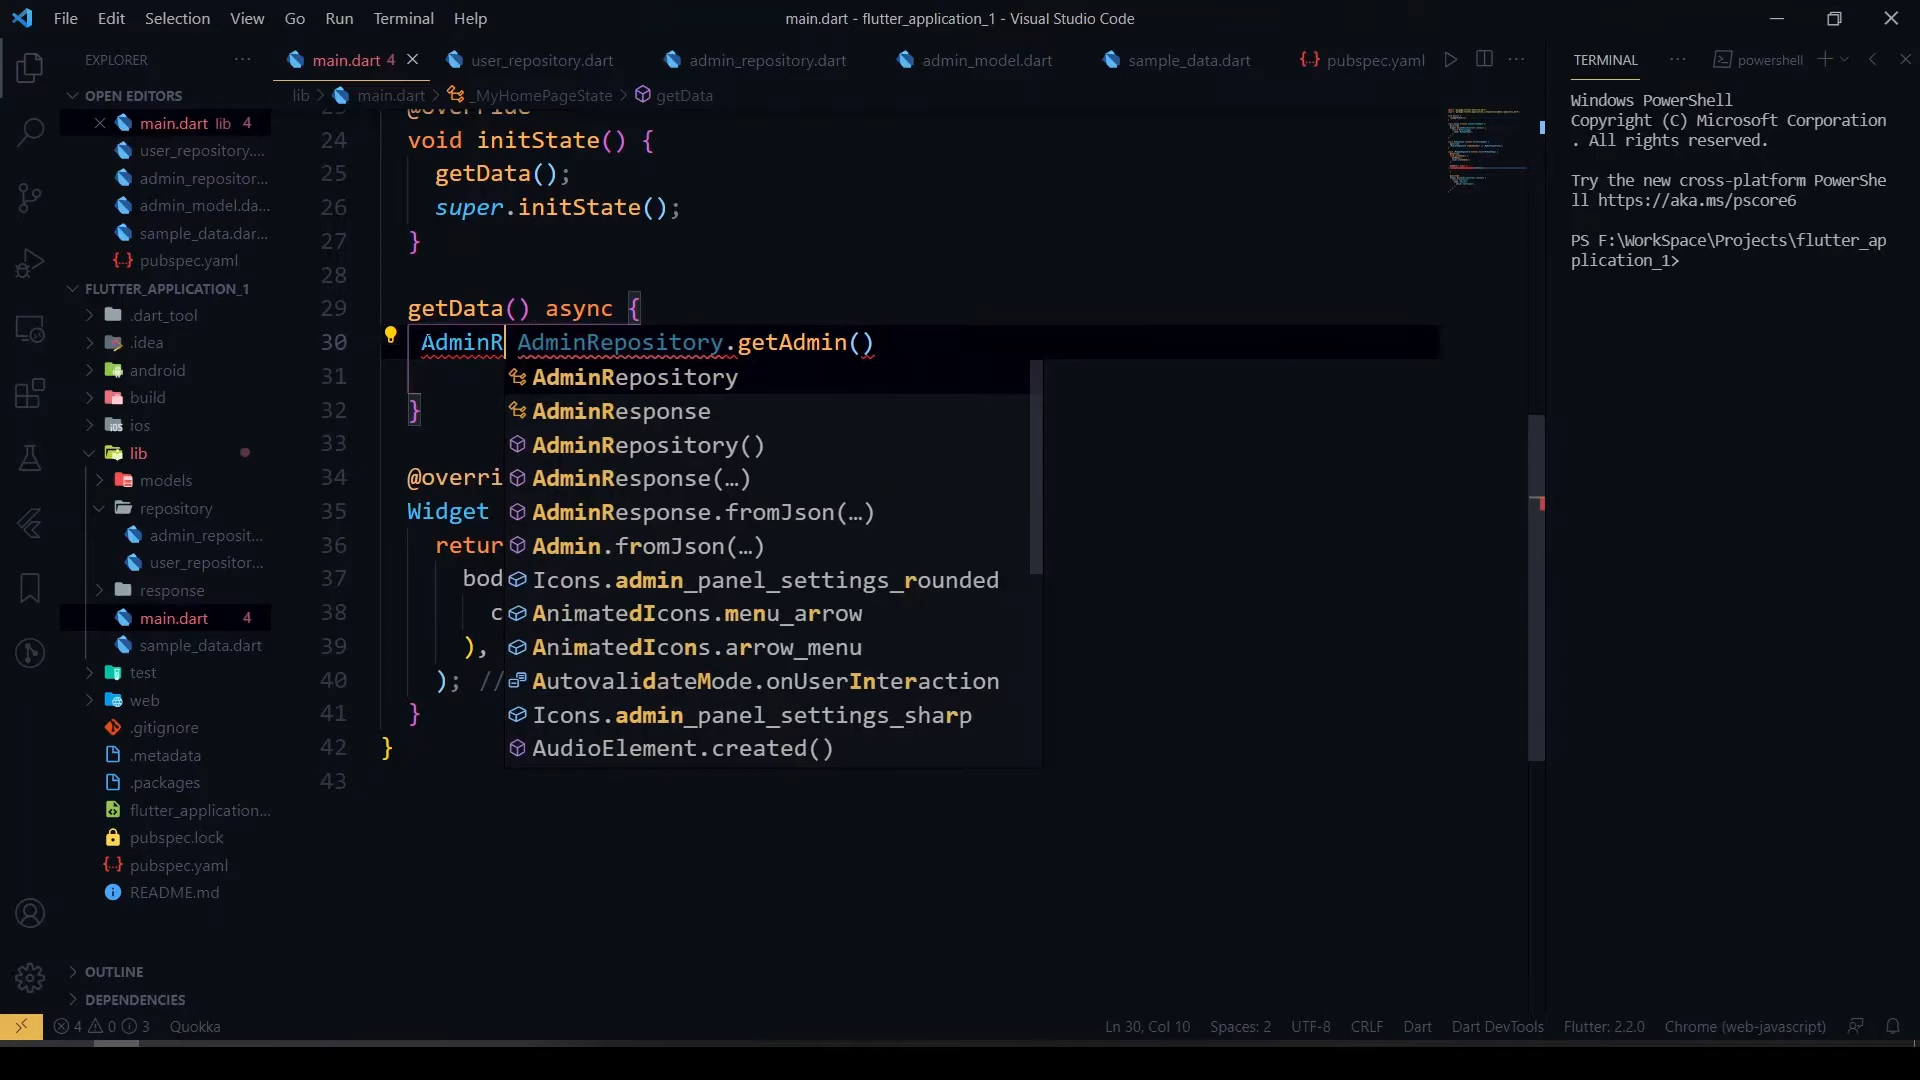 File Edit Selection View Go Run Terminal Help
main.dart - flutter_application_1 - Visual Studio Code
EXPLORER
main.dart 4
user_repository.dart
admin_repository.dart
admin_model.dart
sample_data.dart
pubspec.yaml
OPEN EDITORS
main.dart lib 4
user_repository....
admin_repositor...
admin_model.da...
sample_data.dar...
pubspec.yaml
FLUTTER_APPLICATION_1
.dart_tool
.idea
android
build
ios
lib
models
repository
admin_reposit...
user_repositor...
response
main.dart 4
sample_data.dart
test
web
.gitignore
.metadata
.packages
flutter_application...
pubspec.lock
pubspec.yaml
README.md
OUTLINE
DEPENDENCIES
lib > main.dart > _MyHomePageState > getData
23 @override
24 void initState() {
25 getData();
26 super.initState();
27 }
28
29 getData() async {
30 AdminR AdminRepository.getAdmin()
31
32 }
33
34 @overri
35 Widget
36 retur
37 bod
38 c
39 ),
40 ); //
41 }
42 }
43
AdminRepository
AdminResponse
AdminRepository()
AdminResponse(…)
AdminResponse.fromJson(…)
Admin.fromJson(…)
Icons.admin_panel_settings_rounded
AnimatedIcons.menu_arrow
AnimatedIcons.arrow_menu
AutovalidateMode.onUserInteraction
Icons.admin_panel_settings_sharp
AudioElement.created()
TERMINAL
powershell
Windows PowerShell
Copyright (C) Microsoft Corporation
. All rights reserved.
Try the new cross-platform PowerShe
ll https://aka.ms/pscore6
PS F:\WorkSpace\Projects\flutter_ap
plication_1>
4 0 3 Quokka
Ln 30, Col 10 Spaces: 2 UTF-8 CRLF Dart Dart DevTools Flutter: 2.2.0 Chrome (web-javascript)